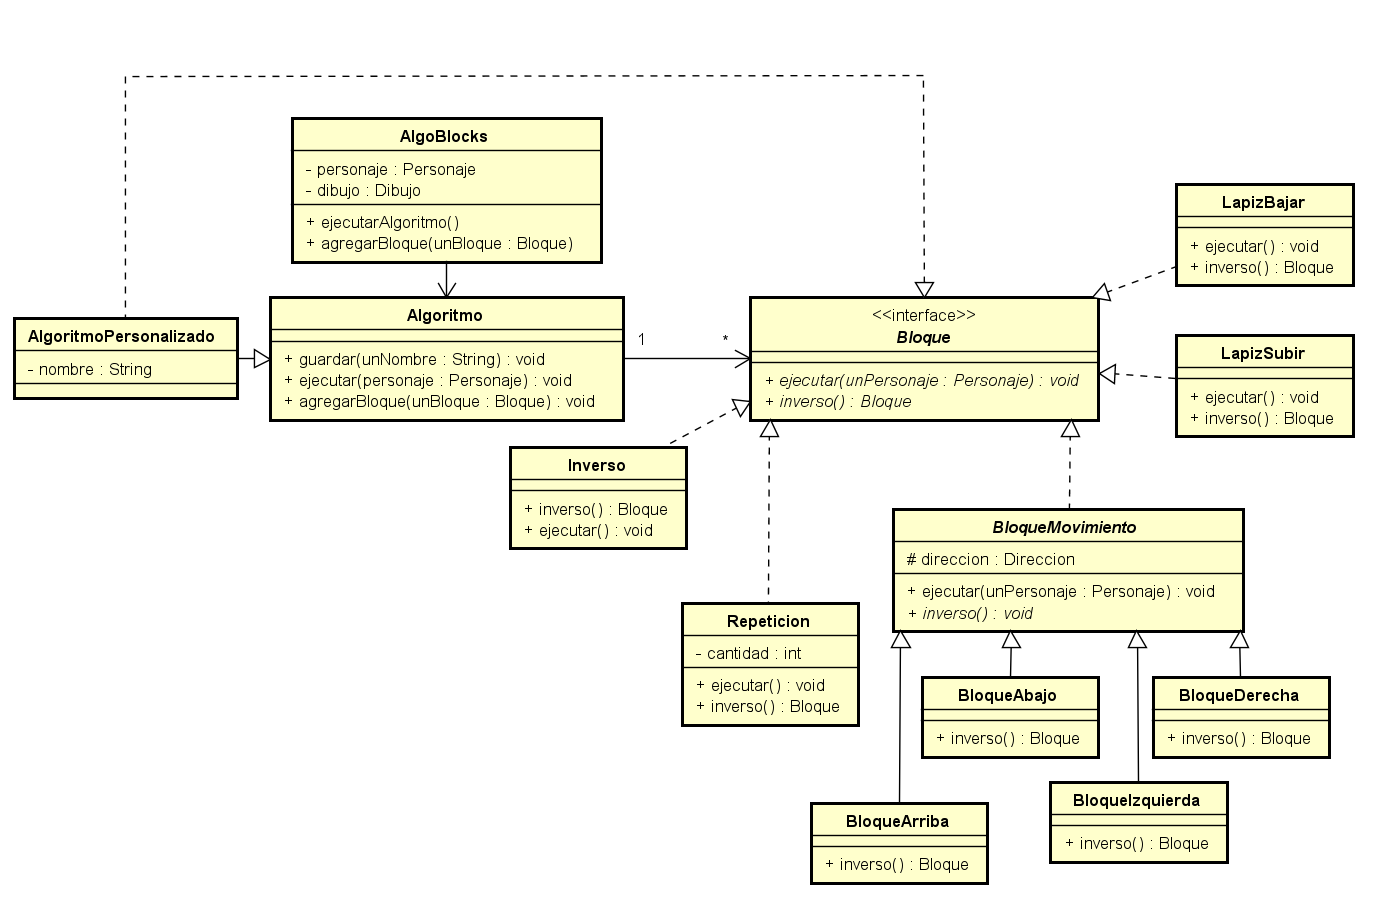 AlgoBlocks
- personaje : Personaje
- dibujo : Dibujo
+ ejecutarAlgoritmo()
+ agregarBloque(unBloque : Bloque)
AlgoritmoPersonalizado
- nombre : String
Algoritmo
+ guardar(unNombre : String) : void
+ ejecutar(personaje : Personaje) : void
+ agregarBloque(unBloque : Bloque) : void
1
*
<<interface>>
Bloque
+ ejecutar(unPersonaje : Personaje) : void
+ inverso() : Bloque
LapizBajar
+ ejecutar() : void
+ inverso() : Bloque
LapizSubir
+ ejecutar() : void
+ inverso() : Bloque
Inverso
+ inverso() : Bloque
+ ejecutar() : void
Repeticion
- cantidad : int
+ ejecutar() : void
+ inverso() : Bloque
BloqueMovimiento
# direccion : Direccion
+ ejecutar(unPersonaje : Personaje) : void
+ inverso() : void
BloqueAbajo
+ inverso() : Bloque
BloqueDerecha
+ inverso() : Bloque
BloqueArriba
+ inverso() : Bloque
BloqueIzquierda
+ inverso() : Bloque